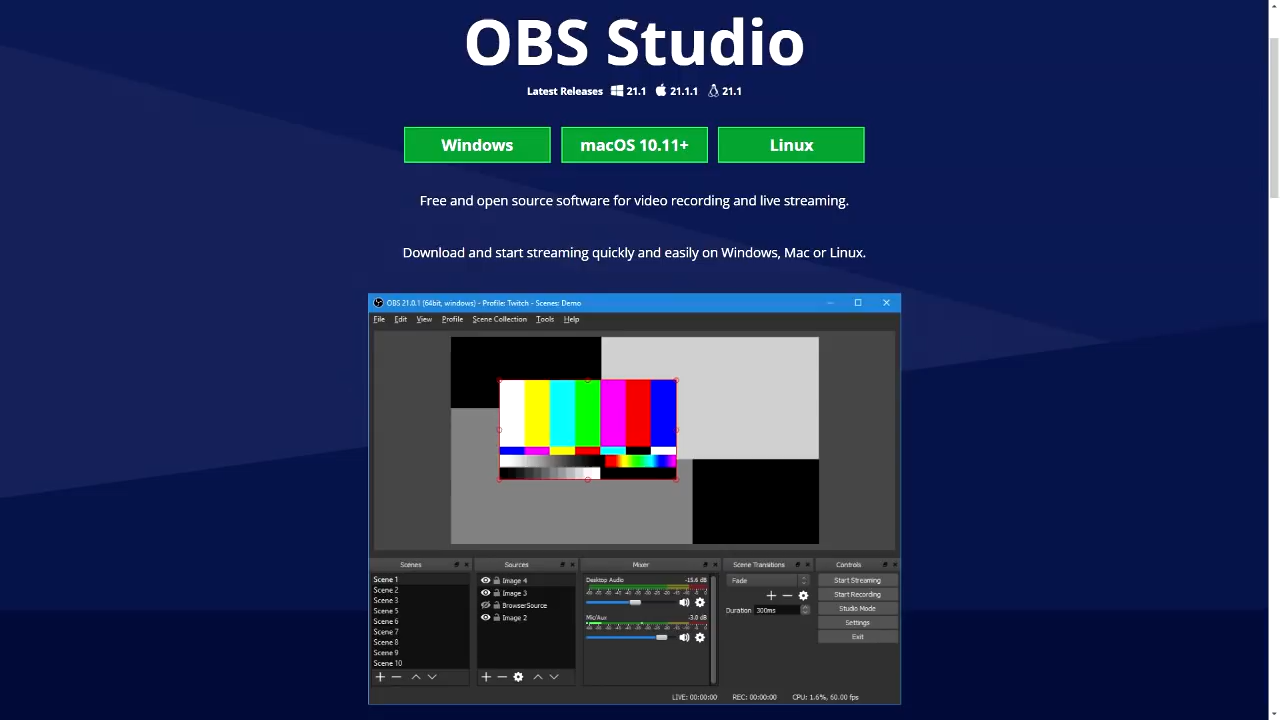 OBS Studio
Latest Releases 21.1 21.1.1 21.1
Windows macOS 10.11+ Linux
Free and open source software for video recording and live streaming.
Download and start streaming quickly and easily on Windows, Mac or Linux.
OBS 21.0.1 (64bit, windows) - Profile: Twitch - Scenes: Demo
File Edit View Profile Scene Collection Tools Help
Scenes Sources Mixer Scene Transitions Controls
Scene 1
Scene 2
Scene 3
Scene 5
Scene 6
Scene 7
Scene 8
Scene 9
Scene 10
Image 4
Image 3
BrowserSource
Image 2
Desktop Audio -15.6 dB
Mic/Aux -3.0 dB
Fade
Duration 300ms
Start Streaming
Start Recording
Studio Mode
Settings
Exit
LIVE: 00:00:00 REC: 00:00:00 CPU: 1.6%, 60.00 fps